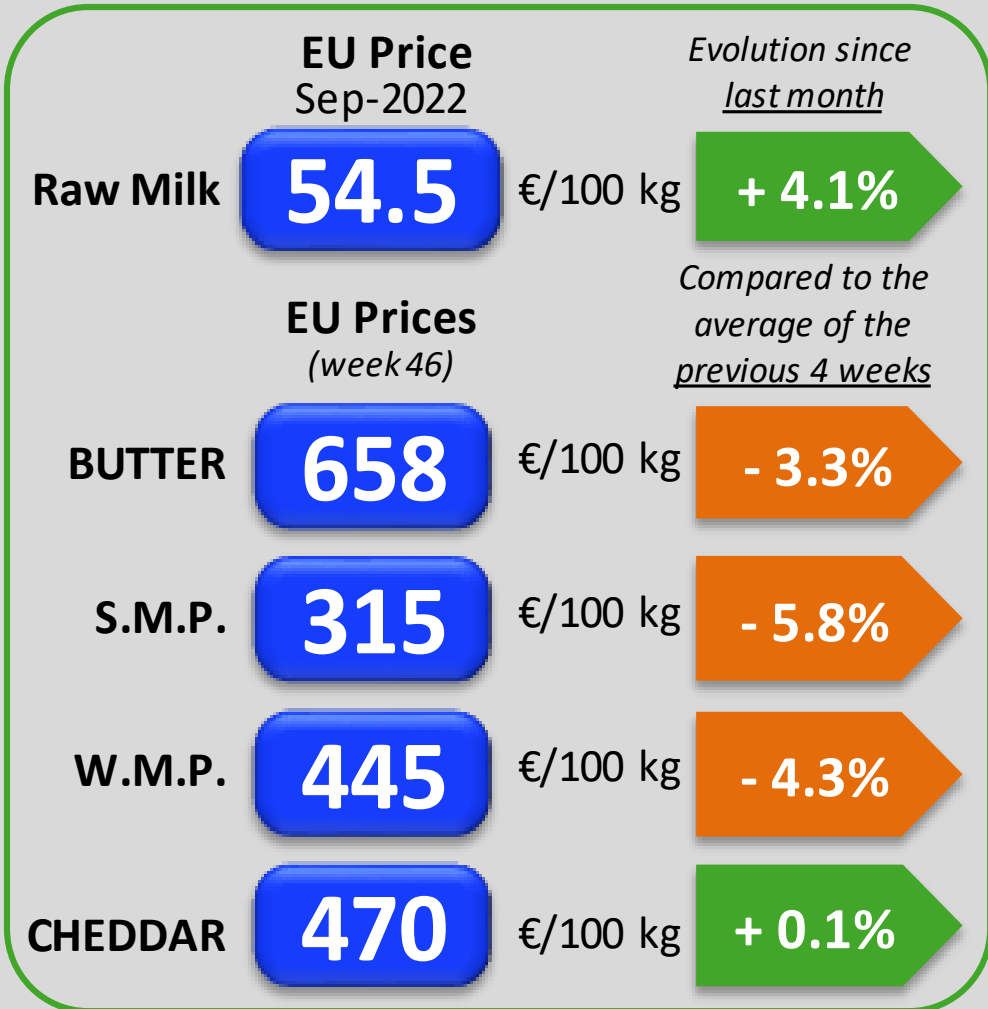 EU Price
Sep-2022
Evolution since
last month
Raw Milk 54.5 €/100 kg + 4.1%
EU Prices
(week 46)
Compared to the
average of the
previous 4 weeks
BUTTER 658 €/100 kg - 3.3%
S.M.P. 315 €/100 kg - 5.8%
W.M.P. 445 €/100 kg - 4.3%
CHEDDAR 470 €/100 kg + 0.1%